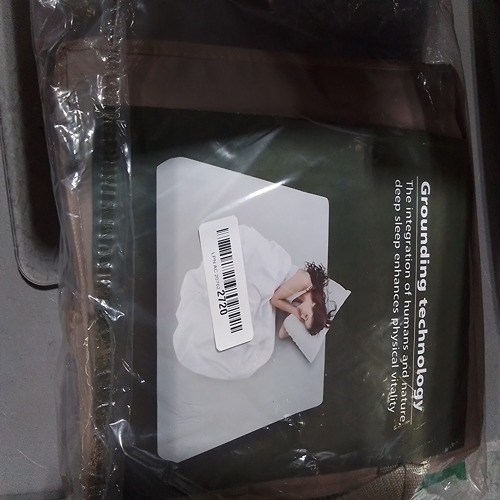 Grounding technology
The integration of humans and nature,
deep sleep enhances physical vitality
2720